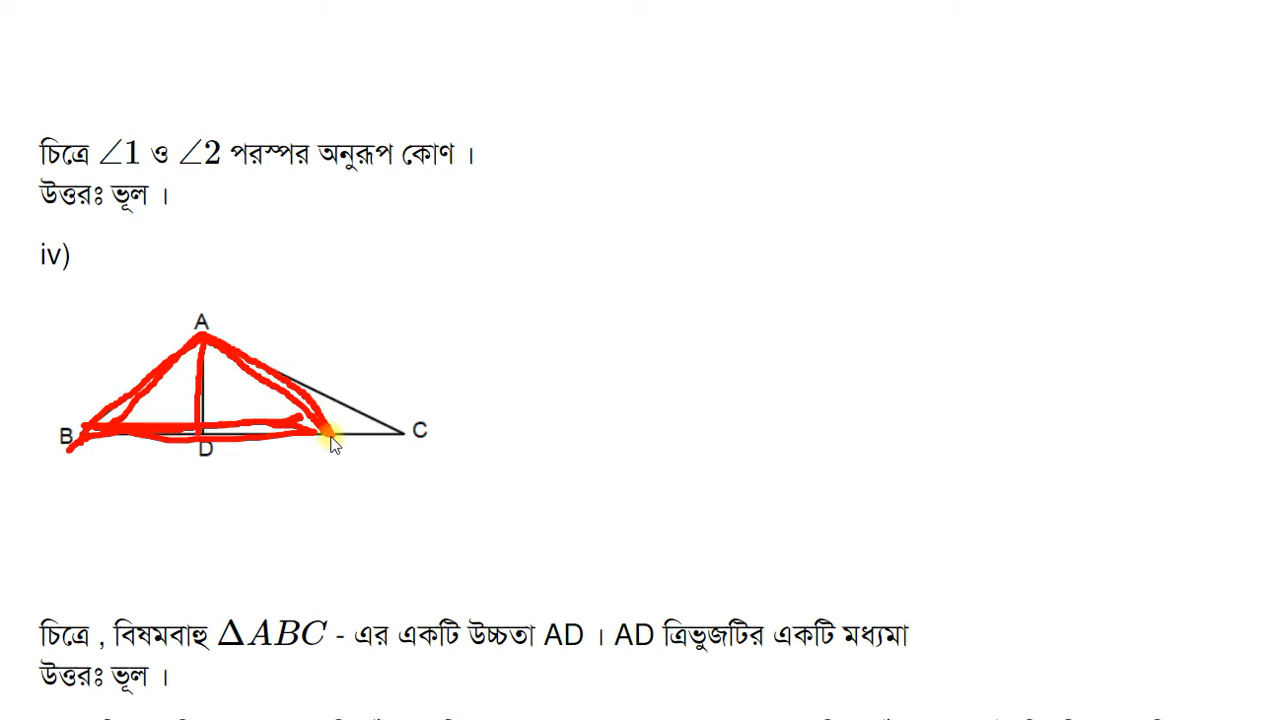 চিত্রে ∠1 ও ∠2 পরস্পর অনুরূপ কোণ ।
উত্তরঃ ভূল ।
iv)
A
B
D
C
চিত্রে , বিষমবাহু ΔABC - এর একটি উচ্চতা AD । AD ত্রিভুজটির একটি মধ্যমা
উত্তরঃ ভূল ।